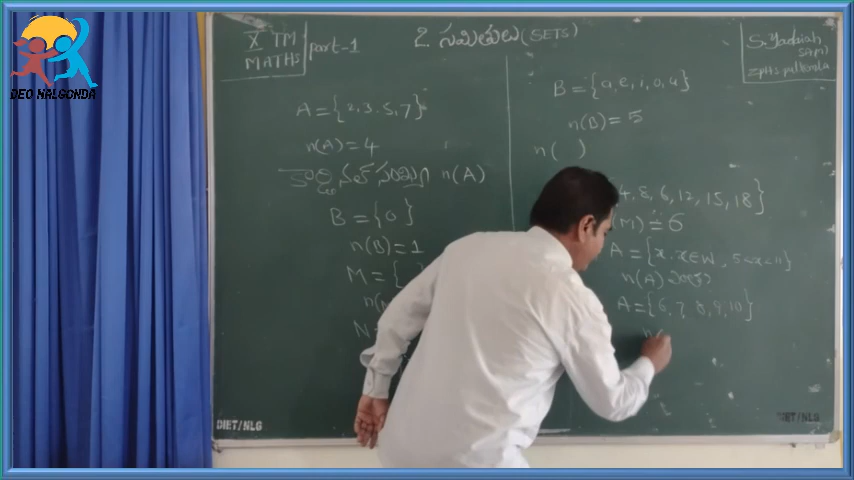 DEO NALGONDA
X TM
MATHS
part-1
2. సమితులు (SETS)
S. Yadaiah
SA(M)
A = {2, 3, 5, 7}
n(A) = 4
కార్డినల్ సంఖ్య n(A)
B = {0}
n(B) = 1
M = {
N =
B = {a, e, i, o, u}
n(B) = 5
n( )
4, 8, 6, 12, 15, 18}
(M) = 6
A = {x: x∈W, 5<x<11}
n(A) ఎంత?
A = {6, 7, 8, 9, 10}
DIET/NLG
DIET/NLG